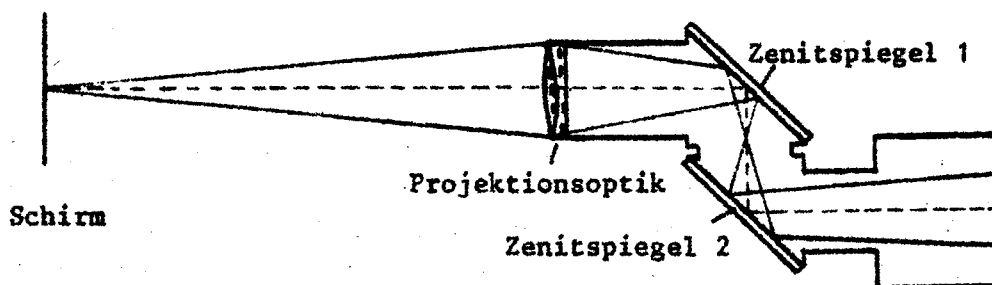 Zenitspiegel 1
Projektionsoptik
Schirm
Zenitspiegel 2